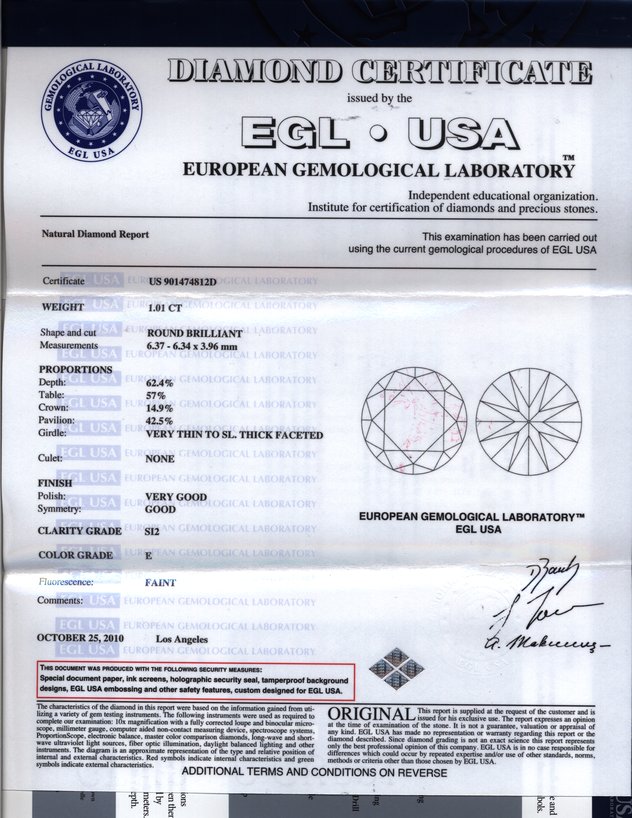 GEMOLOGICAL LABORATORY
EGL USA
DIAMOND CERTIFICATE
issued by the
EGL • USA
EUROPEAN GEMOLOGICAL LABORATORY™
Independent educational organization.
Institute for certification of diamonds and precious stones.
Natural Diamond Report
This examination has been carried out
using the current gemological procedures of EGL USA
Certificate US 901474812D
WEIGHT 1.01 CT
Shape and cut ROUND BRILLIANT
Measurements 6.37 - 6.34 x 3.96 mm
PROPORTIONS
Depth: 62.4%
Table: 57%
Crown: 14.9%
Pavilion: 42.5%
Girdle: VERY THIN TO SL. THICK FACETED
Culet: NONE
FINISH
Polish: VERY GOOD
Symmetry: GOOD
EUROPEAN GEMOLOGICAL LABORATORY™
EGL USA
CLARITY GRADE SI2
COLOR GRADE E
Fluorescence: FAINT
Comments:
OCTOBER 25, 2010 Los Angeles
THIS DOCUMENT WAS PRODUCED WITH THE FOLLOWING SECURITY MEASURES:
Special document paper, ink screens, holographic security seal, tamperproof background
designs, EGL USA embossing and other safety features, custom designed for EGL USA.
The characteristics of the diamond in this report were based on the information gained from uti-
lizing a variety of gem testing instruments. The following instruments were used as required to
complete our examination: 10x magnification with a fully corrected loupe and binocular micro-
scope, millimeter gauge, computer aided non-contact measuring device, spectroscope systems,
ProportionScope, electronic balance, master color comparison diamonds, long-wave and short-
wave ultraviolet light sources, fiber optic illumination, daylight balanced lighting and other
instruments. The diagram is an approximate representation of the type and relative position of
internal and external characteristics. Red symbols indicate internal characteristics and green
symbols indicate external characteristics.
ORIGINAL This report is supplied at the request of the customer and is
issued for his exclusive use. The report expresses an opinion
at the time of examination of the stone. It is not a guarantee, valuation or appraisal of
any kind. EGL USA has made no representation or warranty regarding this report or the
diamond described. Since diamond grading is not an exact science this report represents
only the best professional opinion of this company. EGL USA is in no case responsible for
differences which could occur by repeated expertise and/or use of other standards, norms,
methods or criteria other than those chosen by EGL USA.
ADDITIONAL TERMS AND CONDITIONS ON REVERSE